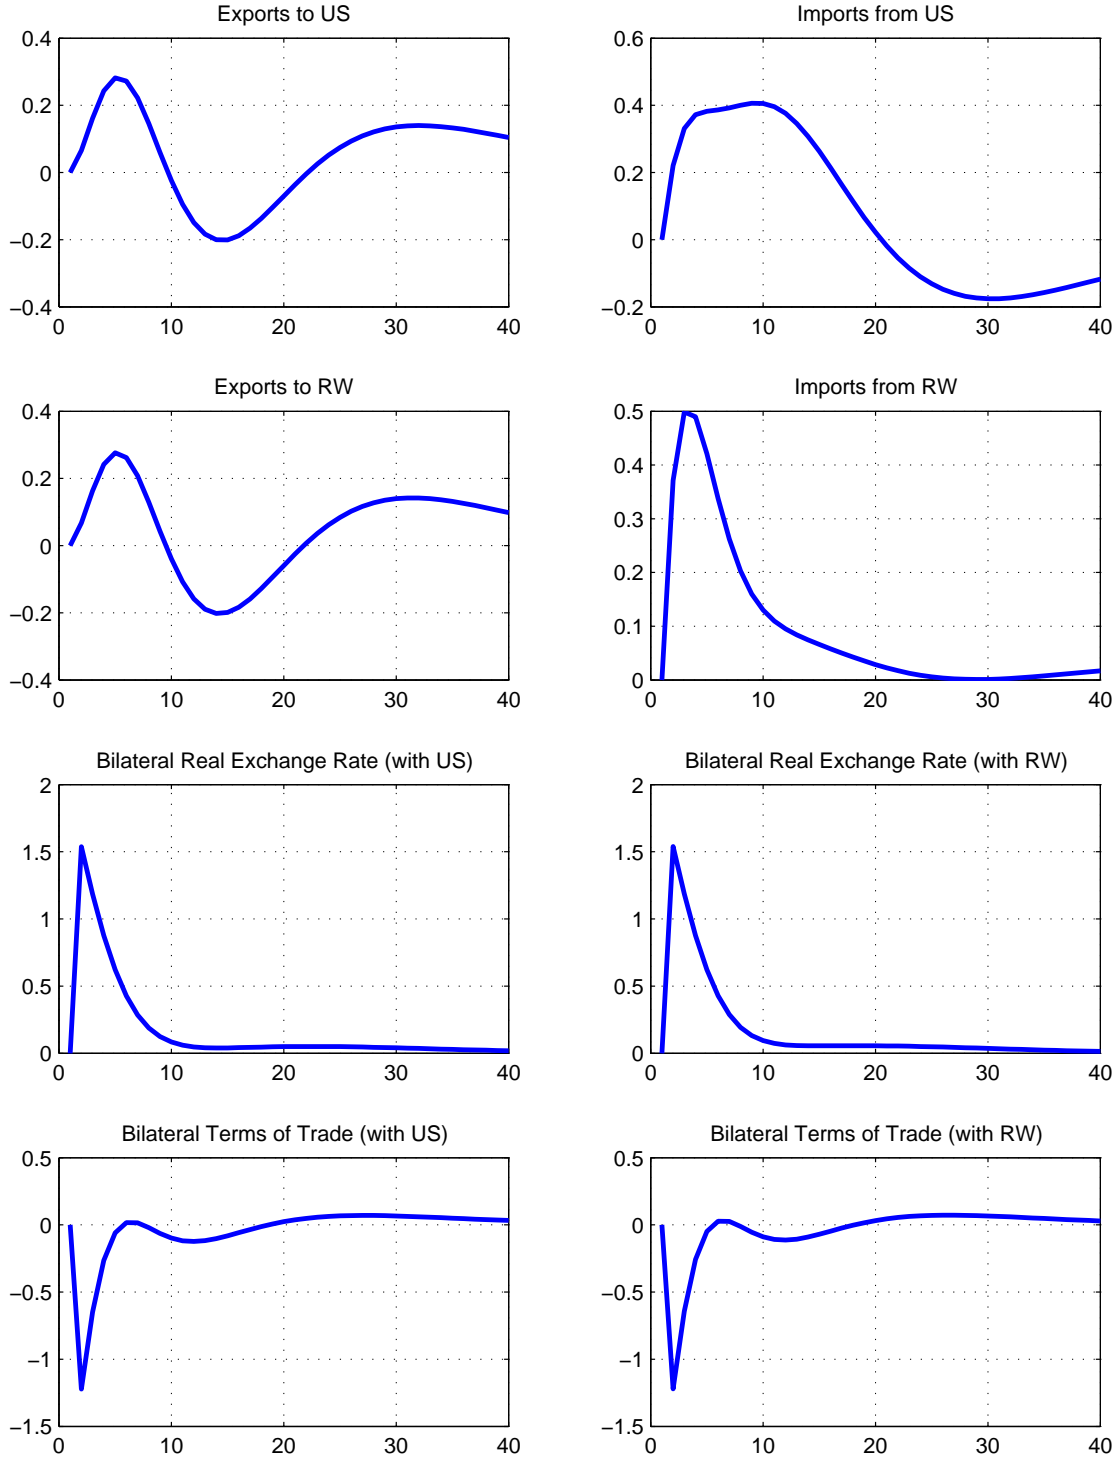 Exports to US
0.4
0.2
0
−0.2
−0.4
0 10 20 30 40
Imports from US
0.6
0.4
0.2
0
−0.2
0 10 20 30 40
Exports to RW
0.4
0.2
0
−0.2
−0.4
0 10 20 30 40
Imports from RW
0.5
0.4
0.3
0.2
0.1
0
0 10 20 30 40
Bilateral Real Exchange Rate (with US)
2
1.5
1
0.5
0
0 10 20 30 40
Bilateral Real Exchange Rate (with RW)
2
1.5
1
0.5
0
0 10 20 30 40
Bilateral Terms of Trade (with US)
0.5
0
−0.5
−1
−1.5
0 10 20 30 40
Bilateral Terms of Trade (with RW)
0.5
0
−0.5
−1
−1.5
0 10 20 30 40